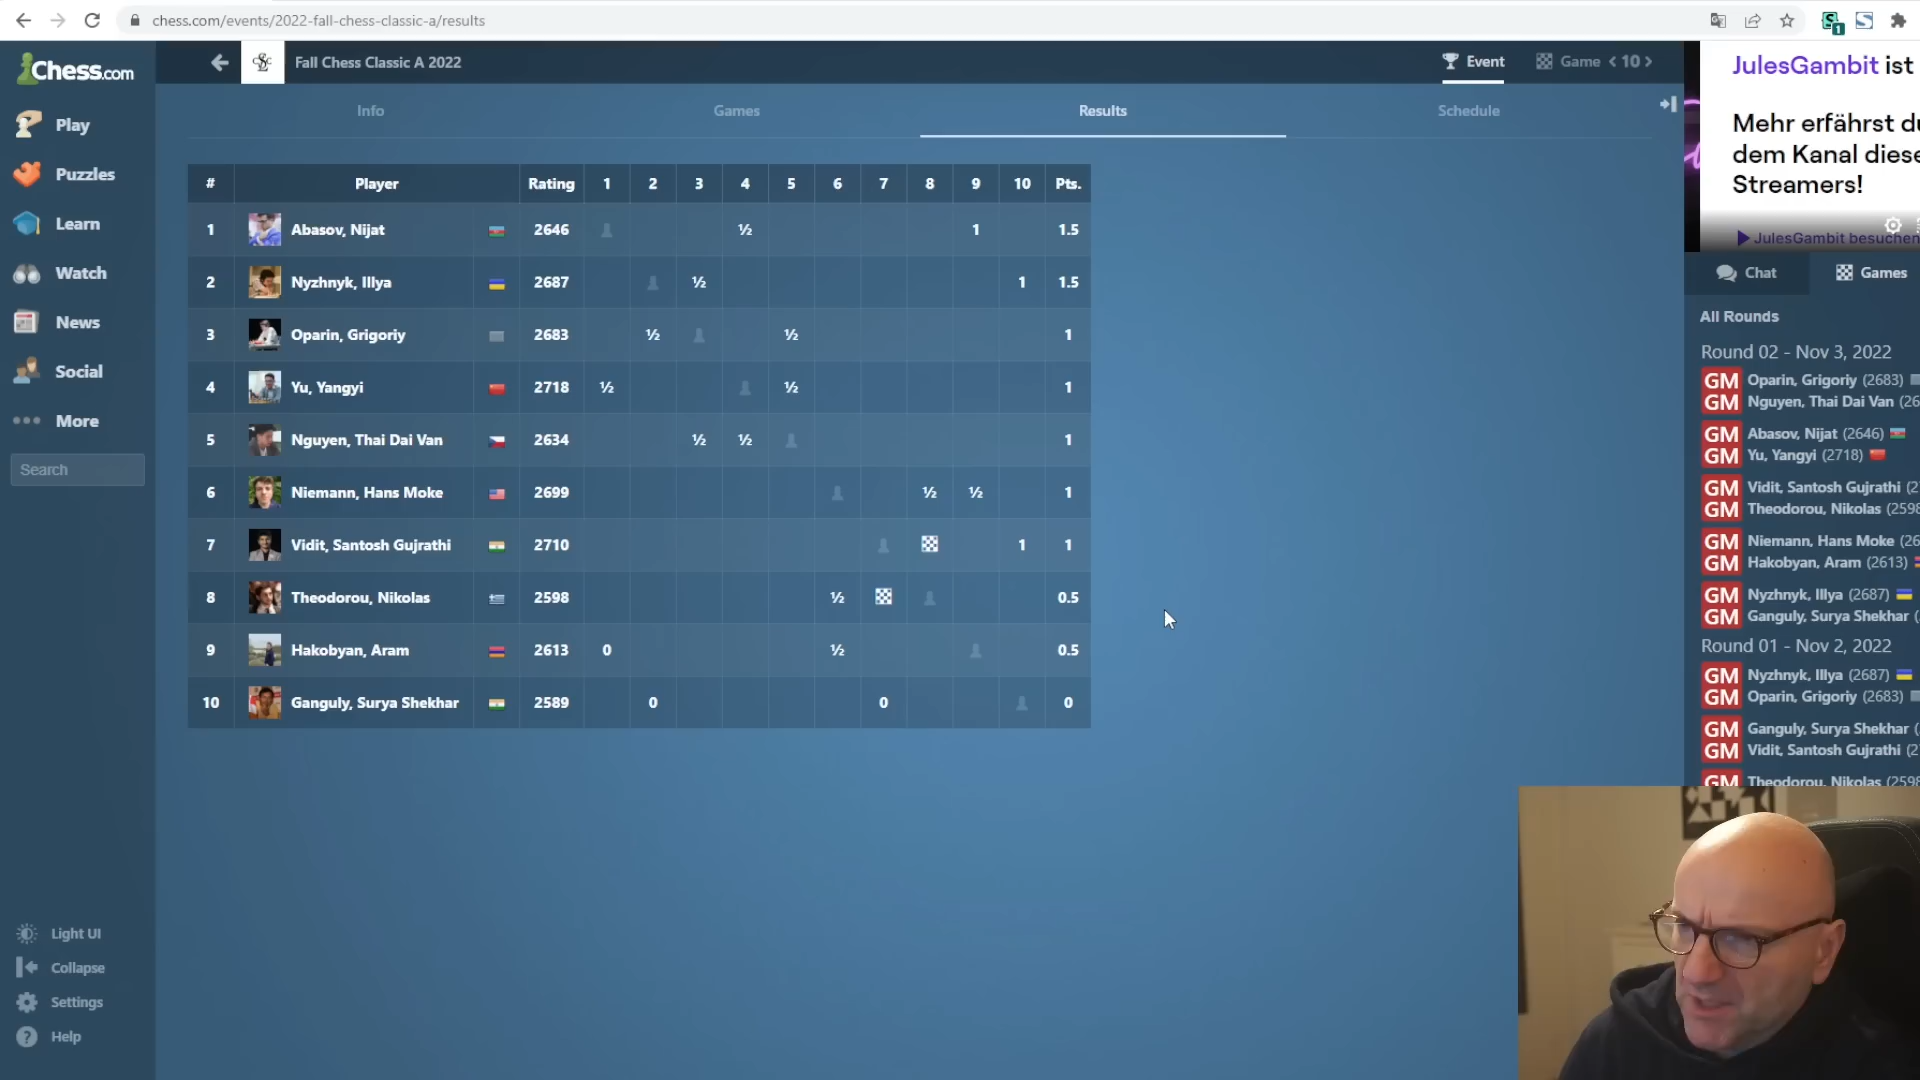 chess.com/events/2022-fall-chess-classic-a/results
Chess.com
Play
Puzzles
Learn
Watch
News
Social
More
Search
Light UI
Collapse
Settings
Help
Fall Chess Classic A 2022
Event
Game < 10 >
Info
Games
Results
Schedule
# Player Rating 1 2 3 4 5 6 7 8 9 10 Pts.
1 Abasov, Nijat 2646 ½ 1 1.5
2 Nyzhnyk, Illya 2687 ½ 1 1.5
3 Oparin, Grigoriy 2683 ½ ½ 1
4 Yu, Yangyi 2718 ½ ½ 1
5 Nguyen, Thai Dai Van 2634 ½ ½ 1
6 Niemann, Hans Moke 2699 ½ ½ 1
7 Vidit, Santosh Gujrathi 2710 1 1
8 Theodorou, Nikolas 2598 ½ 0.5
9 Hakobyan, Aram 2613 0 ½ 0.5
10 Ganguly, Surya Shekhar 2589 0 0 0
JulesGambit ist
Mehr erfährst du
dem Kanal diese
Streamers!
JulesGambit besuchen
Chat
Games
All Rounds
Round 02 - Nov 3, 2022
GM Oparin, Grigoriy (2683)
GM Nguyen, Thai Dai Van (26
GM Abasov, Nijat (2646)
GM Yu, Yangyi (2718)
GM Vidit, Santosh Gujrathi (2
GM Theodorou, Nikolas (2598
GM Niemann, Hans Moke (26
GM Hakobyan, Aram (2613)
GM Nyzhnyk, Illya (2687)
GM Ganguly, Surya Shekhar (
Round 01 - Nov 2, 2022
GM Nyzhnyk, Illya (2687)
GM Oparin, Grigoriy (2683)
GM Ganguly, Surya Shekhar (
GM Vidit, Santosh Gujrathi (2
GM Theodorou, Nikolas (2598